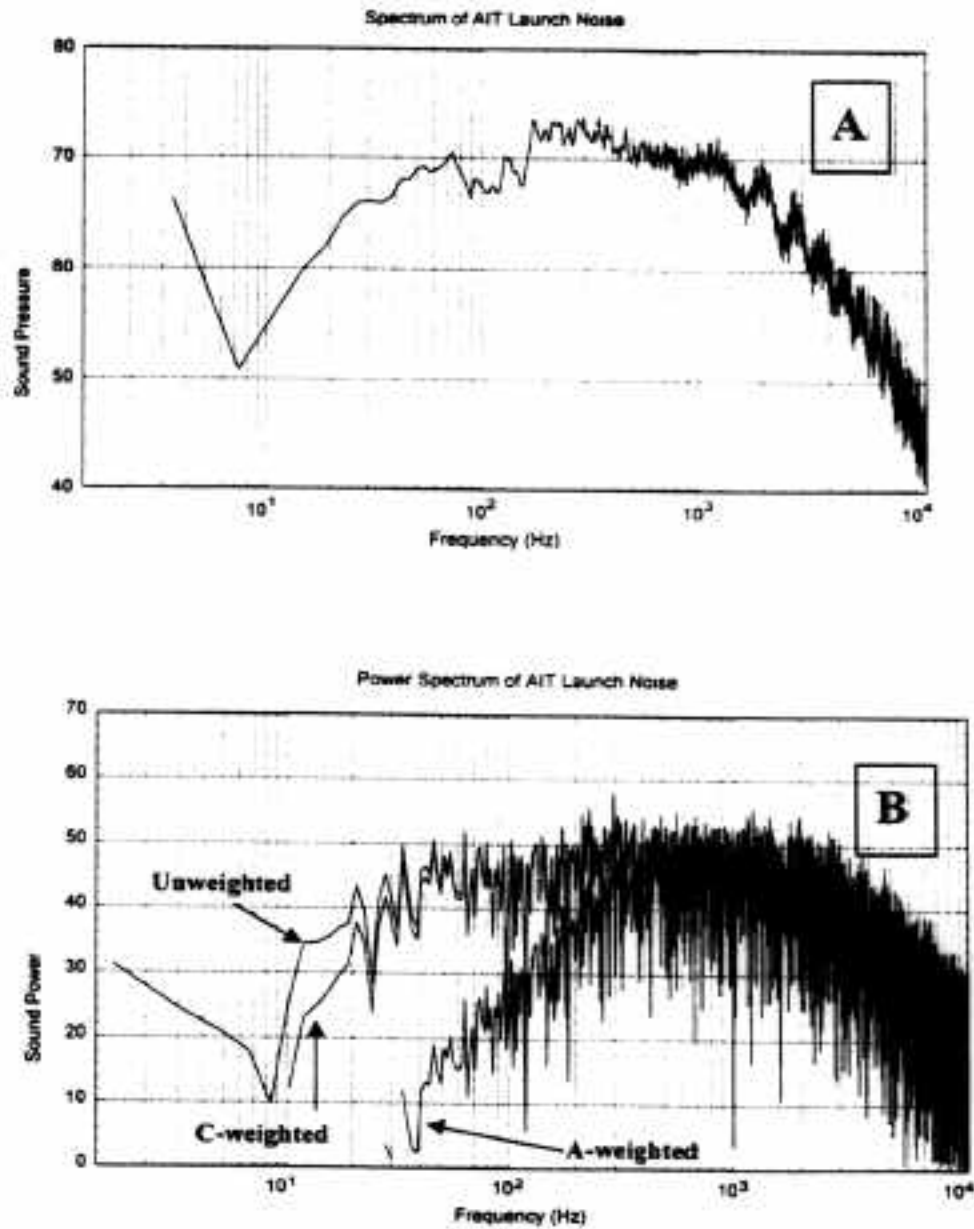 Spectrum of AIT Launch Noise
80
70
60
50
40
Sound Pressure
A
10¹ 10² 10³ 10⁴
Frequency (Hz)
Power Spectrum of AIT Launch Noise
70
60
50
40
30
20
10
0
Sound Power
B
Unweighted
C-weighted
A-weighted
10¹ 10² 10³ 10⁴
Frequency (Hz)